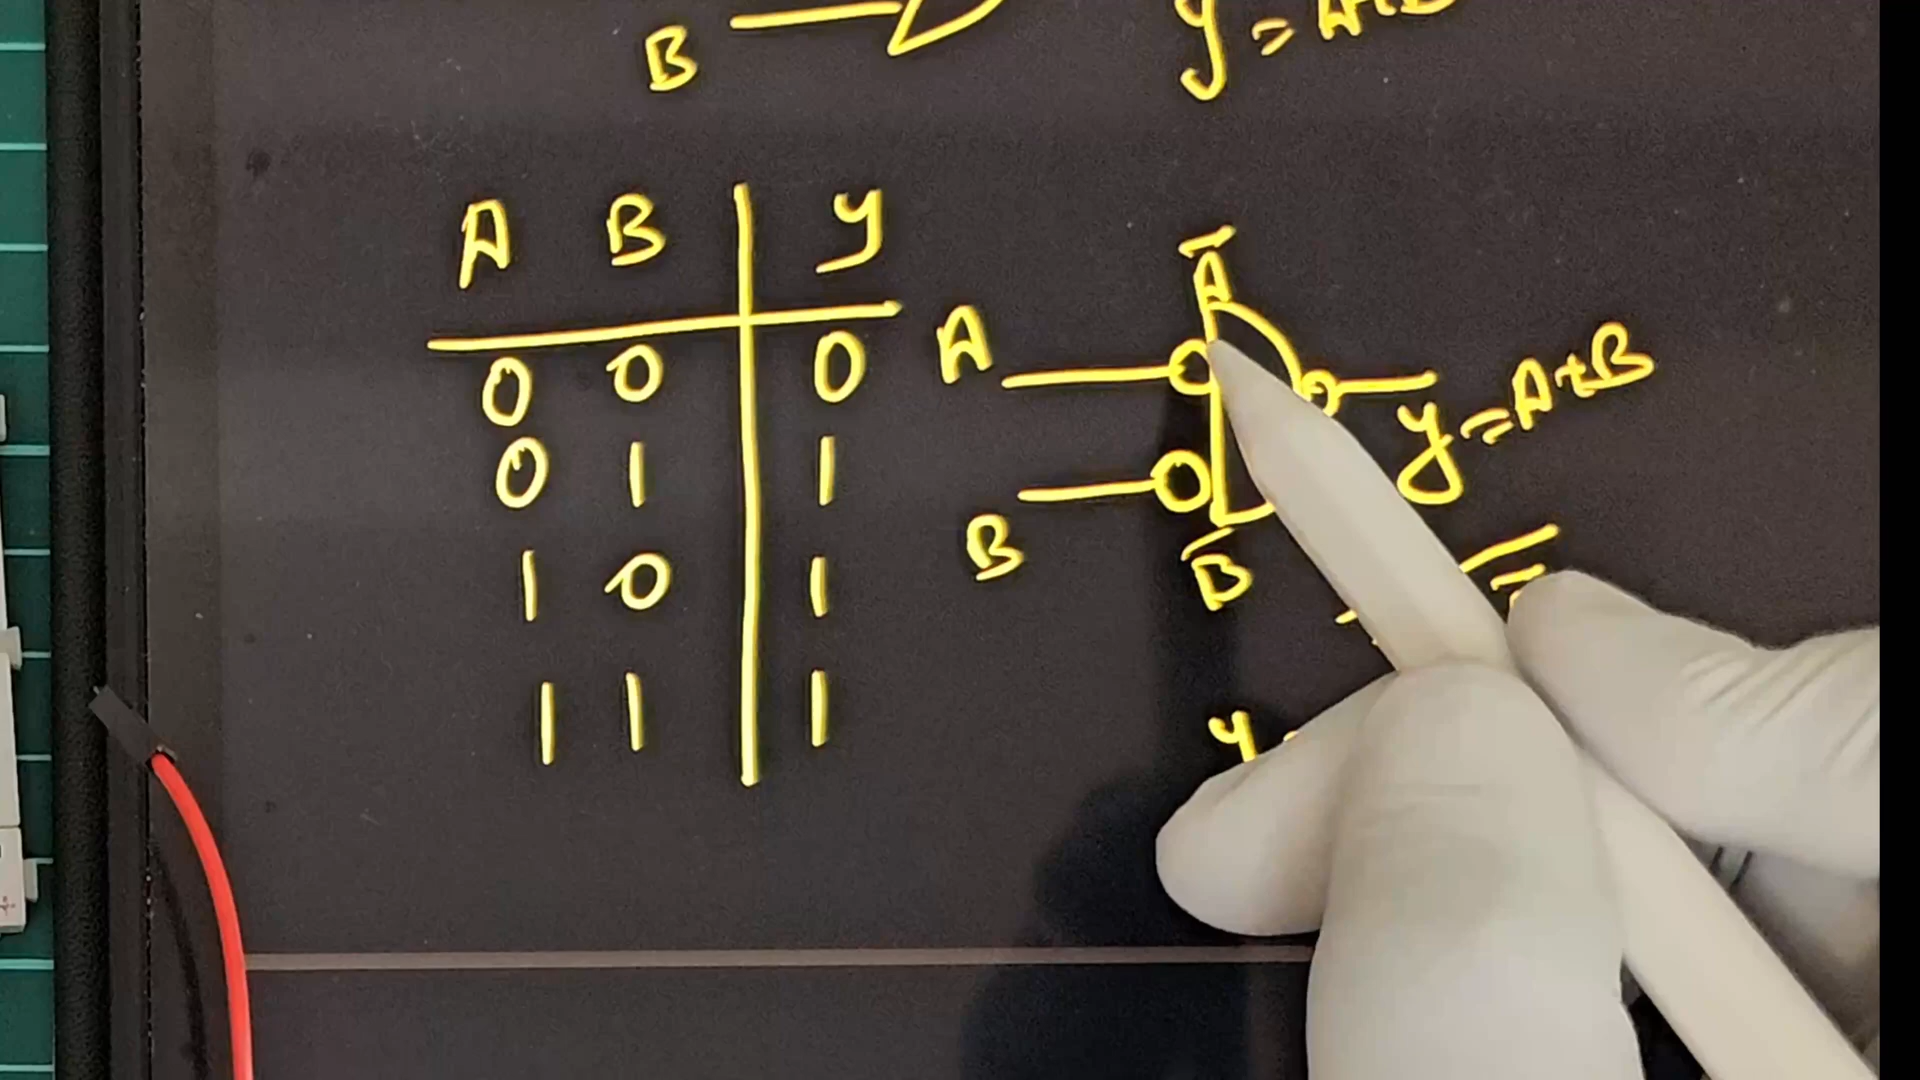 B
y = A+B
A B y
0 0 0
0 1 1
1 0 1
1 1 1
A Ā
y = A+B
B B̄
y